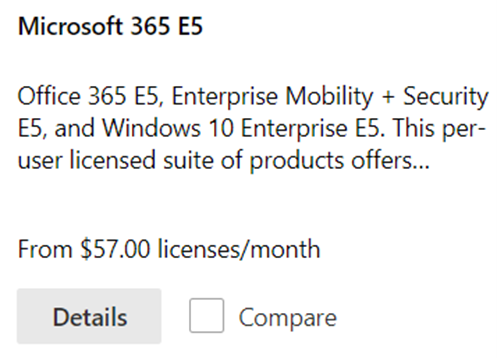 Microsoft 365 E5
Office 365 E5, Enterprise Mobility + Security
E5, and Windows 10 Enterprise E5. This per-
user licensed suite of products offers...
From $57.00 licenses/month
Details
Compare